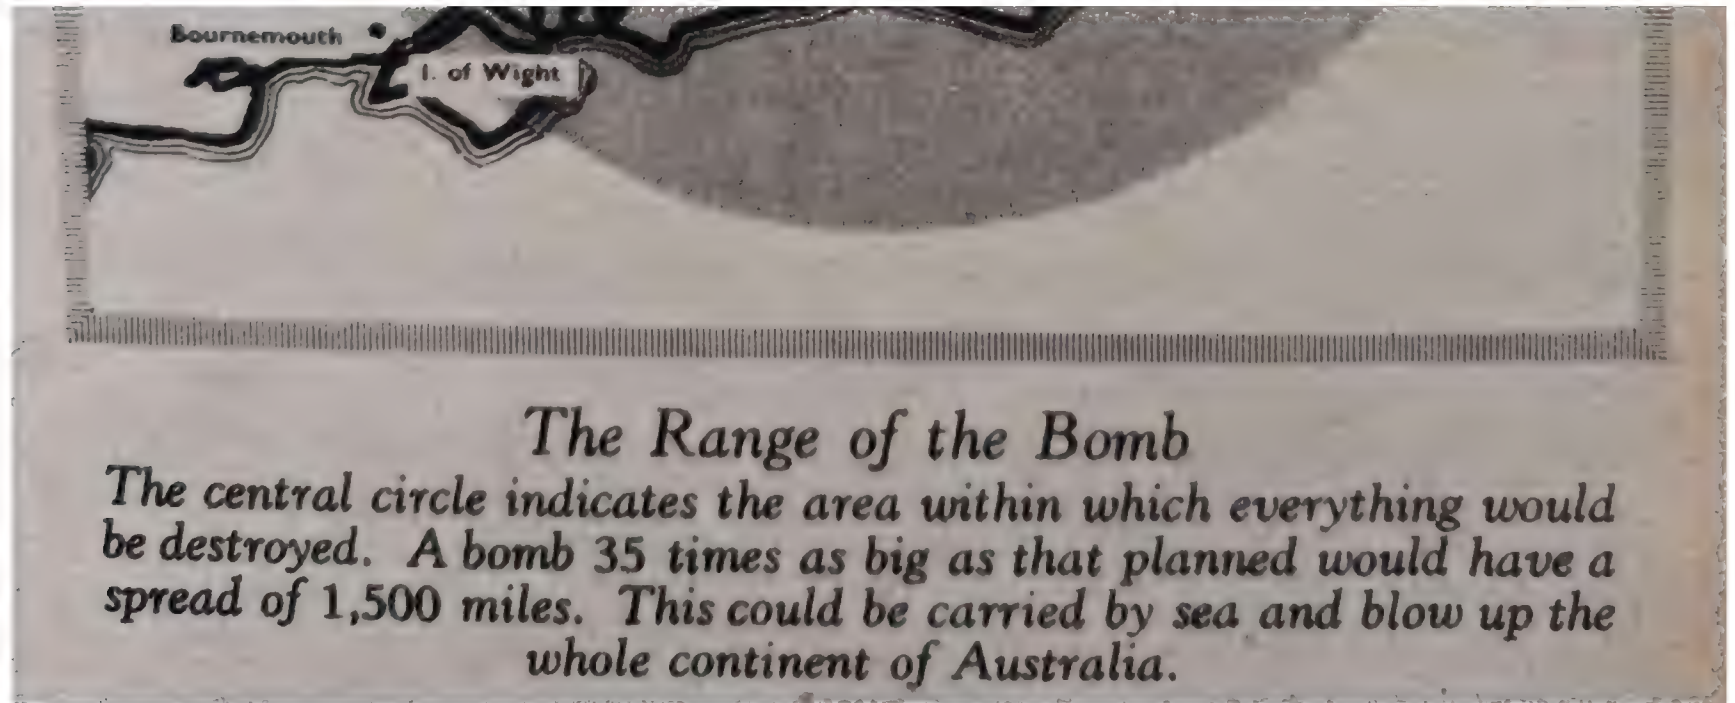 Bournemouth
I. of Wight
The Range of the Bomb
The central circle indicates the area within which everything would
be destroyed. A bomb 35 times as big as that planned would have a
spread of 1,500 miles. This could be carried by sea and blow up the
whole continent of Australia.